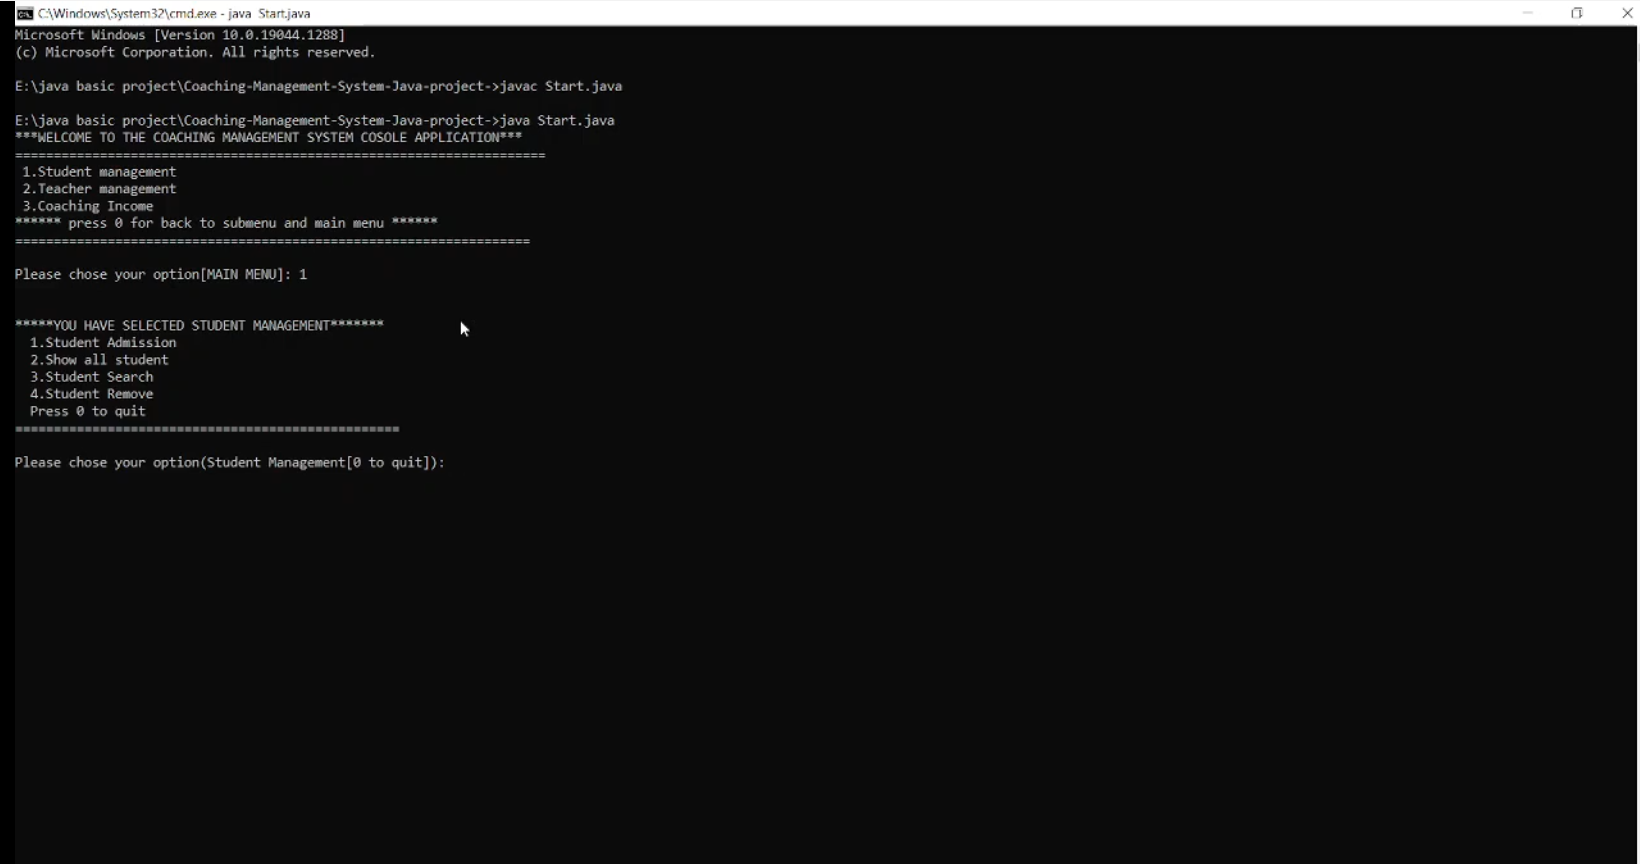 C:\Windows\System32\cmd.exe - java  Start.java
Microsoft Windows [Version 10.0.19044.1288]
(c) Microsoft Corporation. All rights reserved.
E:\java basic project\Coaching-Management-System-Java-project->javac Start.java
E:\java basic project\Coaching-Management-System-Java-project->java Start.java
***WELCOME TO THE COACHING MANAGEMENT SYSTEM COSOLE APPLICATION***
=====================================================================
1.Student management
2.Teacher management
3.Coaching Income
****** press 0 for back to submenu and main menu ******
===================================================================
Please chose your option[MAIN MENU]: 1
*****YOU HAVE SELECTED STUDENT MANAGEMENT*******
1.Student Admission
2.Show all student
3.Student Search
4.Student Remove
Press 0 to quit
==================================================
Please chose your option(Student Management[0 to quit]):